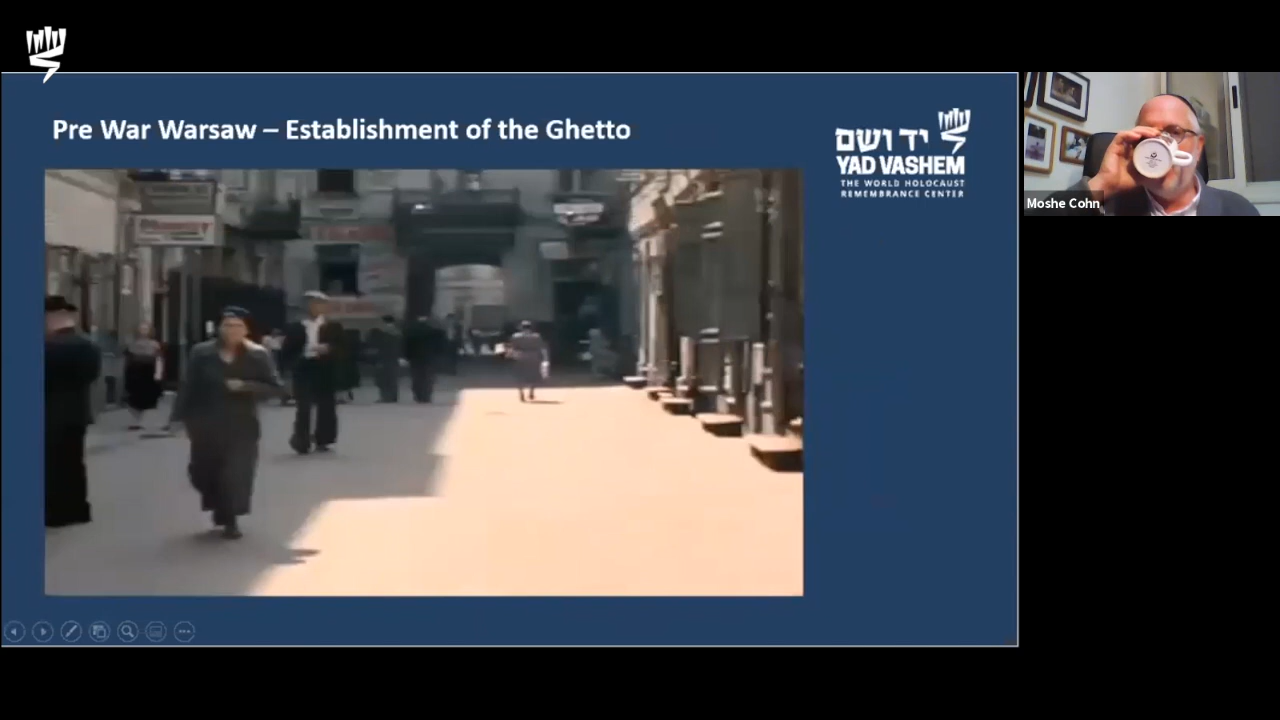 Pre War Warsaw – Establishment of the Ghetto
יד ושם
YAD VASHEM
THE WORLD HOLOCAUST
REMEMBRANCE CENTER
Moshe Cohn